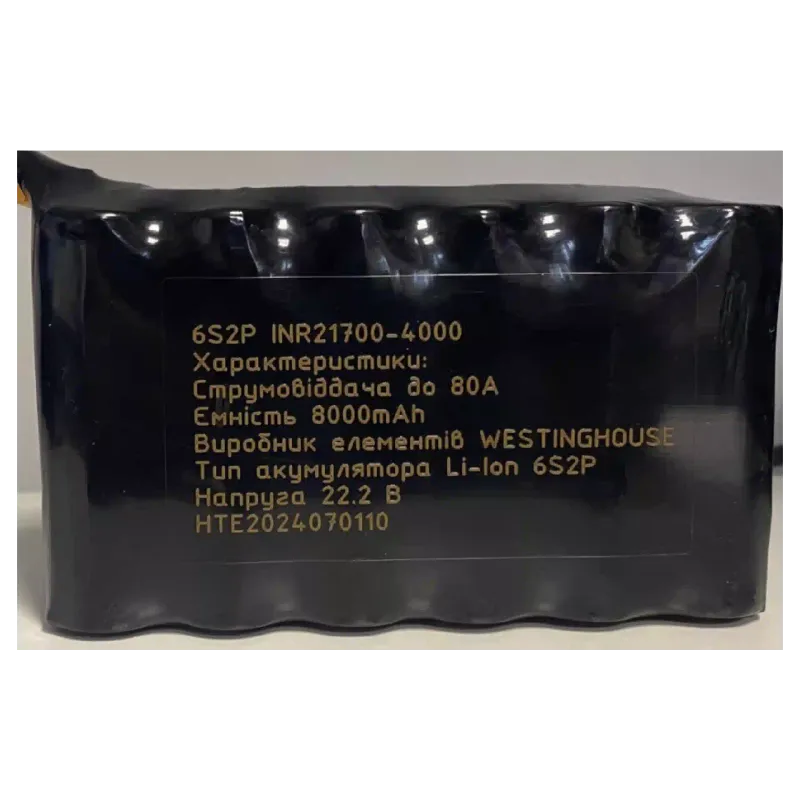 6S2P INR21700-4000
Характеристики:
Струмовіддача до 80А
Ємність 8000mAh
Виробник елементів WESTINGHOUSE
Тип акумулятора Li-Ion 6S2P
Напруга 22.2 В
HTE2024070110